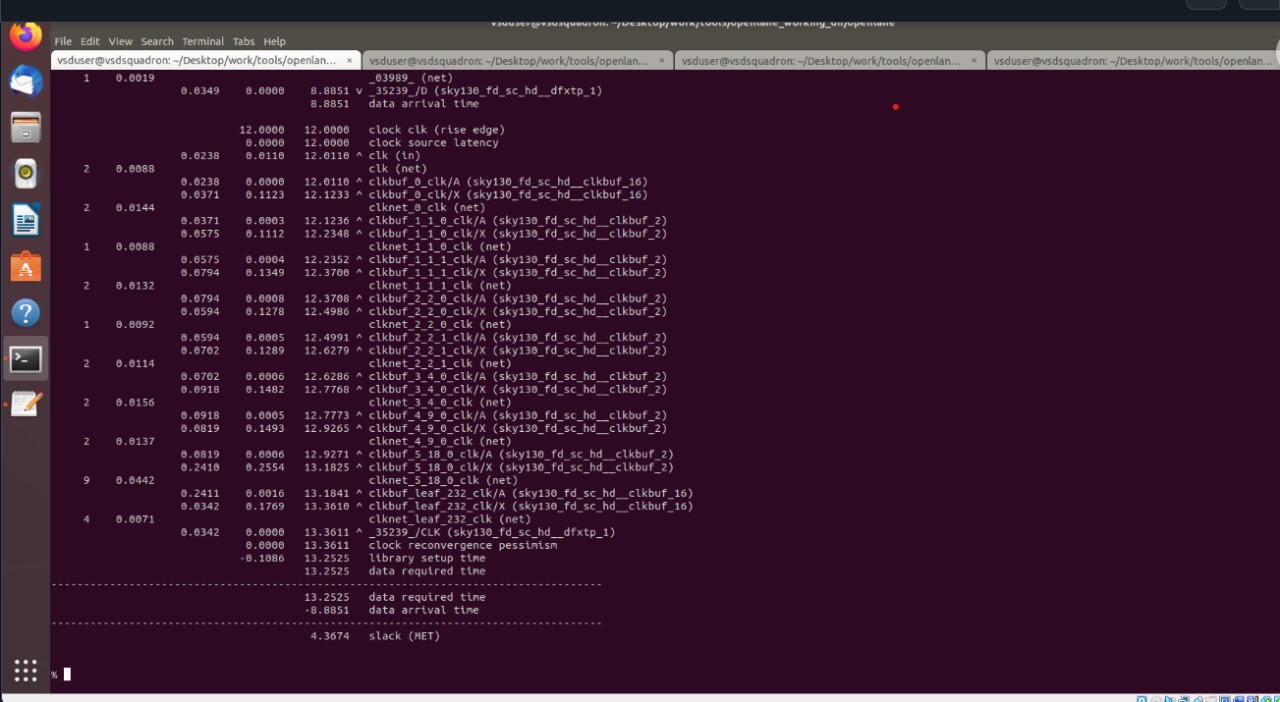 vsduser@vsdsquadron: ~/Desktop/work/tools/openlane_working_dir/openlane
File Edit View Search Terminal Tabs Help
vsduser@vsdsquadron: ~/Desktop/work/tools/openlan... × vsduser@vsdsquadron: ~/Desktop/work/tools/openlan... × vsduser@vsdsquadron: ~/Desktop/work/tools/openlan... × vsduser@vsdsquadron: ~/Desktop/work/tools/openlan...
1 0.0019 _03989_ (net)
0.0349 0.0000 8.8851 v _35239_/D (sky130_fd_sc_hd__dfxtp_1)
8.8851 data arrival time
12.0000 12.0000 clock clk (rise edge)
0.0000 12.0000 clock source latency
0.0238 0.0110 12.0110 ^ clk (in)
2 0.0088 clk (net)
0.0238 0.0000 12.0110 ^ clkbuf_0_clk/A (sky130_fd_sc_hd__clkbuf_16)
0.0371 0.1123 12.1233 ^ clkbuf_0_clk/X (sky130_fd_sc_hd__clkbuf_16)
2 0.0144 clknet_0_clk (net)
0.0371 0.0003 12.1236 ^ clkbuf_1_1_0_clk/A (sky130_fd_sc_hd__clkbuf_2)
0.0575 0.1112 12.2348 ^ clkbuf_1_1_0_clk/X (sky130_fd_sc_hd__clkbuf_2)
1 0.0088 clknet_1_1_0_clk (net)
0.0575 0.0004 12.2352 ^ clkbuf_1_1_1_clk/A (sky130_fd_sc_hd__clkbuf_2)
0.0794 0.1349 12.3700 ^ clkbuf_1_1_1_clk/X (sky130_fd_sc_hd__clkbuf_2)
2 0.0132 clknet_1_1_1_clk (net)
0.0794 0.0008 12.3708 ^ clkbuf_2_2_0_clk/A (sky130_fd_sc_hd__clkbuf_2)
0.0594 0.1278 12.4986 ^ clkbuf_2_2_0_clk/X (sky130_fd_sc_hd__clkbuf_2)
1 0.0092 clknet_2_2_0_clk (net)
0.0594 0.0005 12.4991 ^ clkbuf_2_2_1_clk/A (sky130_fd_sc_hd__clkbuf_2)
0.0702 0.1289 12.6279 ^ clkbuf_2_2_1_clk/X (sky130_fd_sc_hd__clkbuf_2)
2 0.0114 clknet_2_2_1_clk (net)
0.0702 0.0006 12.6286 ^ clkbuf_3_4_0_clk/A (sky130_fd_sc_hd__clkbuf_2)
0.0918 0.1482 12.7768 ^ clkbuf_3_4_0_clk/X (sky130_fd_sc_hd__clkbuf_2)
2 0.0156 clknet_3_4_0_clk (net)
0.0918 0.0005 12.7773 ^ clkbuf_4_9_0_clk/A (sky130_fd_sc_hd__clkbuf_2)
0.0819 0.1493 12.9265 ^ clkbuf_4_9_0_clk/X (sky130_fd_sc_hd__clkbuf_2)
2 0.0137 clknet_4_9_0_clk (net)
0.0819 0.0006 12.9271 ^ clkbuf_5_18_0_clk/A (sky130_fd_sc_hd__clkbuf_2)
0.2410 0.2554 13.1825 ^ clkbuf_5_18_0_clk/X (sky130_fd_sc_hd__clkbuf_2)
9 0.0442 clknet_5_18_0_clk (net)
0.2411 0.0016 13.1841 ^ clkbuf_leaf_232_clk/A (sky130_fd_sc_hd__clkbuf_16)
0.0342 0.1769 13.3610 ^ clkbuf_leaf_232_clk/X (sky130_fd_sc_hd__clkbuf_16)
4 0.0071 clknet_leaf_232_clk (net)
0.0342 0.0000 13.3611 ^ _35239_/CLK (sky130_fd_sc_hd__dfxtp_1)
0.0000 13.3611 clock reconvergence pessimism
-0.1086 13.2525 library setup time
13.2525 data required time
-------------------------------------------------------------------------------------
13.2525 data required time
-8.8851 data arrival time
-------------------------------------------------------------------------------------
4.3674 slack (MET)
%